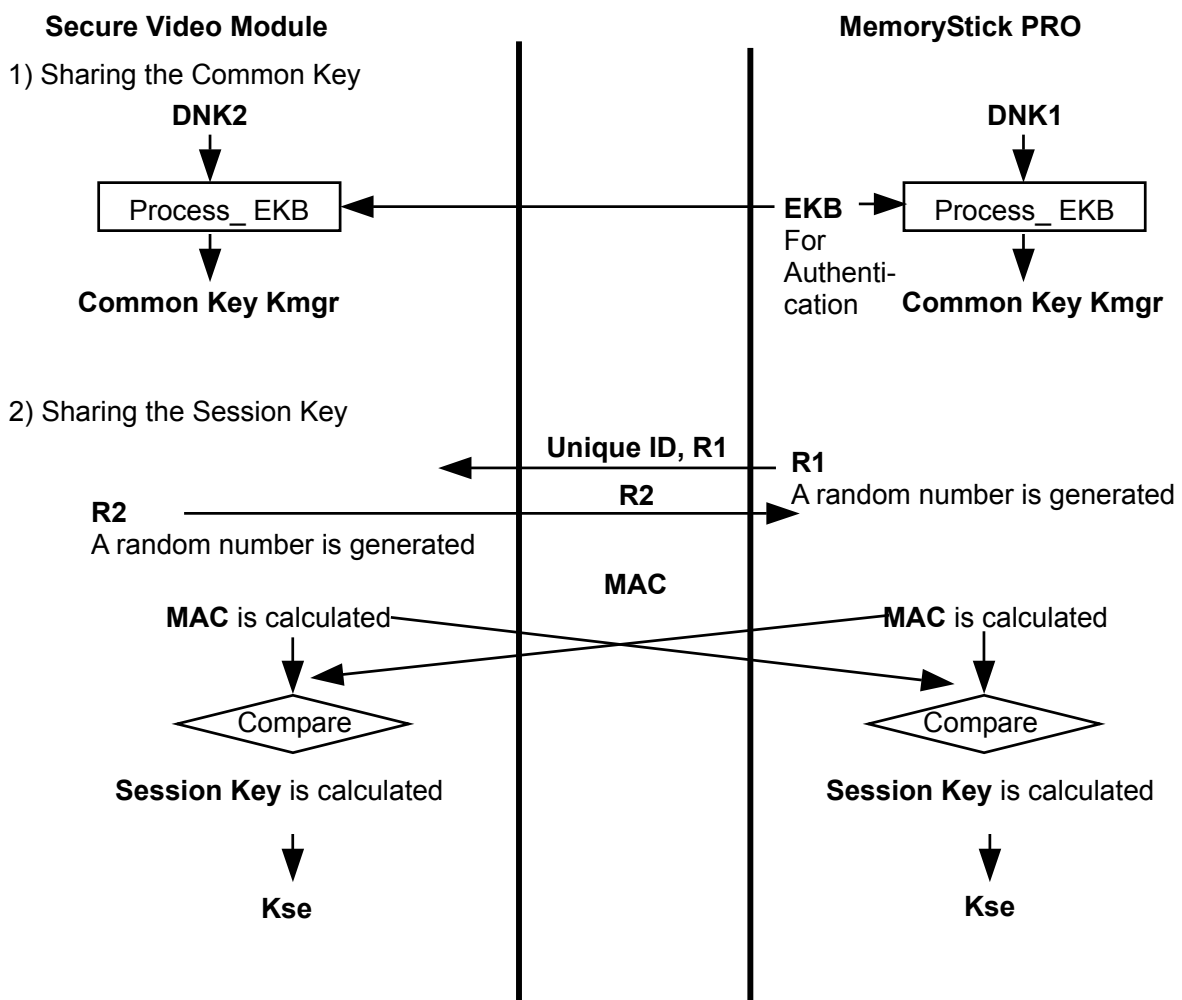 Secure Video Module
MemoryStick PRO
1) Sharing the Common Key
DNK2
DNK1
Process_ EKB
EKB
For
Authenti-
cation
Process_ EKB
Common Key Kmgr
Common Key Kmgr
2) Sharing the Session Key
Unique ID, R1
R1
A random number is generated
R2
R2
A random number is generated
MAC
MAC is calculated
MAC is calculated
Compare
Compare
Session Key is calculated
Session Key is calculated
Kse
Kse